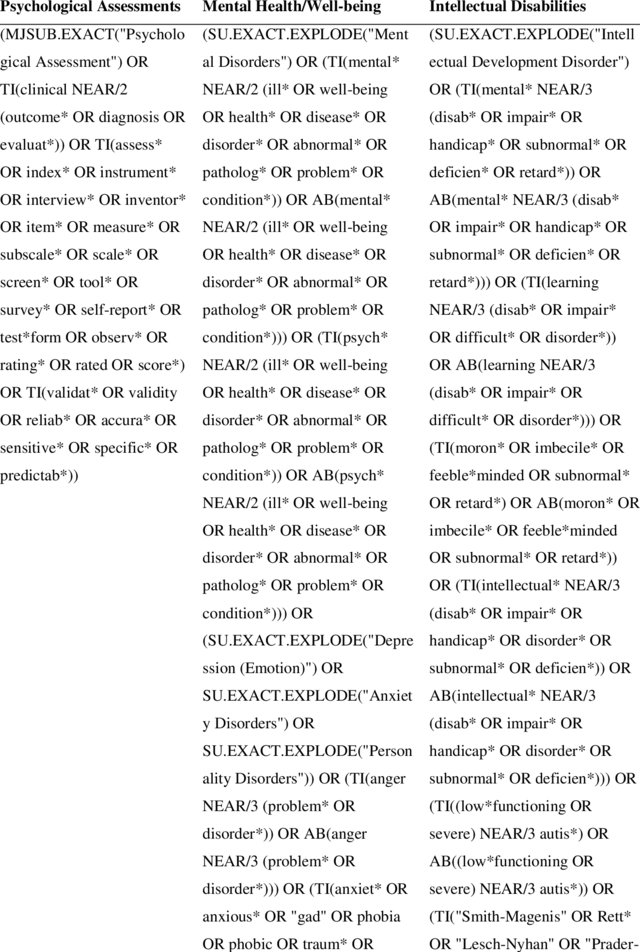 Psychological Assessments
(MJSUB.EXACT("Psycholo
gical Assessment") OR
TI(clinical NEAR/2
(outcome* OR diagnosis OR
evaluat*)) OR TI(assess*
OR index* OR instrument*
OR interview* OR inventor*
OR item* OR measure* OR
subscale* OR scale* OR
screen* OR tool* OR
survey* OR self-report* OR
test*form OR observ* OR
rating* OR rated OR score*)
OR TI(validat* OR validity
OR reliab* OR accura* OR
sensitive* OR specific* OR
predictab*))
Mental Health/Well-being
(SU.EXACT.EXPLODE("Ment
al Disorders") OR (TI(mental*
NEAR/2 (ill* OR well-being
OR health* OR disease* OR
disorder* OR abnormal* OR
patholog* OR problem* OR
condition*)) OR AB(mental*
NEAR/2 (ill* OR well-being
OR health* OR disease* OR
disorder* OR abnormal* OR
patholog* OR problem* OR
condition*))) OR (TI(psych*
NEAR/2 (ill* OR well-being
OR health* OR disease* OR
disorder* OR abnormal* OR
patholog* OR problem* OR
condition*)) OR AB(psych*
NEAR/2 (ill* OR well-being
OR health* OR disease* OR
disorder* OR abnormal* OR
patholog* OR problem* OR
condition*))) OR
(SU.EXACT.EXPLODE("Depre
ssion (Emotion)") OR
SU.EXACT.EXPLODE("Anxiet
y Disorders") OR
SU.EXACT.EXPLODE("Person
ality Disorders")) OR (TI(anger
NEAR/3 (problem* OR
disorder*)) OR AB(anger
NEAR/3 (problem* OR
disorder*))) OR (TI(anxiet* OR
anxious* OR "gad" OR phobia
OR phobic OR traum* OR
Intellectual Disabilities
(SU.EXACT.EXPLODE("Intell
ectual Development Disorder")
OR (TI(mental* NEAR/3
(disab* OR impair* OR
handicap* OR subnormal* OR
deficien* OR retard*)) OR
AB(mental* NEAR/3 (disab*
OR impair* OR handicap* OR
subnormal* OR deficien* OR
retard*))) OR (TI(learning
NEAR/3 (disab* OR impair*
OR difficult* OR disorder*))
OR AB(learning NEAR/3
(disab* OR impair* OR
difficult* OR disorder*))) OR
(TI(moron* OR imbecile* OR
feeble*minded OR subnormal*
OR retard*) OR AB(moron* OR
imbecile* OR feeble*minded
OR subnormal* OR retard*))
OR (TI(intellectual* NEAR/3
(disab* OR impair* OR
handicap* OR disorder* OR
subnormal* OR deficien*)) OR
AB(intellectual* NEAR/3
(disab* OR impair* OR
handicap* OR disorder* OR
subnormal* OR deficien*))) OR
(TI((low*functioning OR
severe) NEAR/3 autis*) OR
AB((low*functioning OR
severe) NEAR/3 autis*)) OR
(TI("Smith-Magenis" OR Rett*
OR "Lesch-Nyhan" OR "Prader-